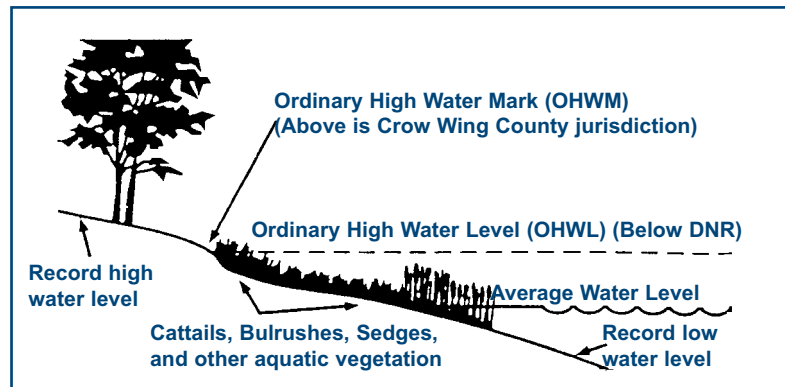 Ordinary High Water Mark (OHWM)
(Above is Crow Wing County jurisdiction)
Ordinary High Water Level (OHWL) (Below DNR)
Record high
water level
Average Water Level
Cattails, Bulrushes, Sedges,
and other aquatic vegetation
Record low
water level